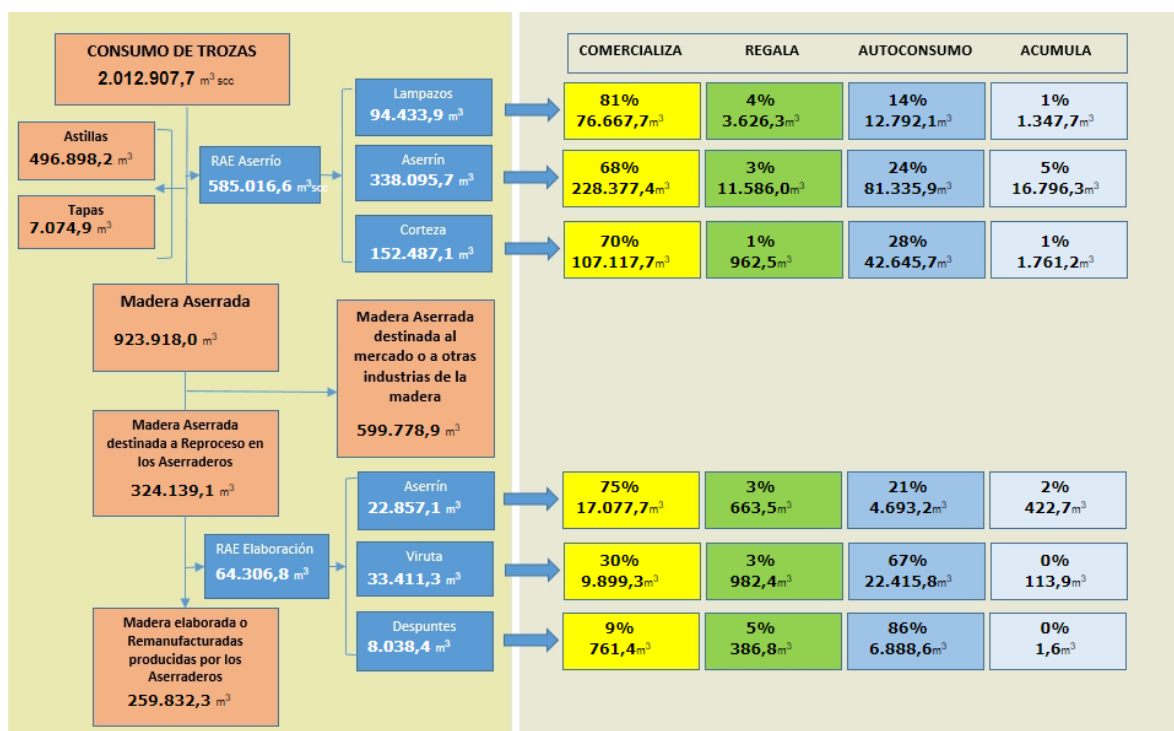 CONSUMO DE TROZAS
2.012.907,7 m³ scc
Astillas
496.898,2 m³
Tapas
7.074,9 m³
RAE Aserrío
585.016,6 m³scc
Lampazos
94.433,9 m³
Aserrín
338.095,7 m³
Corteza
152.487,1 m³
Madera Aserrada
923.918,0 m³
Madera Aserrada
destinada al
mercado o a otras
industrias de la
madera
599.778,9 m³
Madera Aserrada
destinada a Reproceso en
los Aserraderos
324.139,1 m³
RAE Elaboración
64.306,8 m³
Aserrín
22.857,1 m³
Viruta
33.411,3 m³
Despuntes
8.038,4 m³
Madera elaborada o
Remanufacturadas
producidas por los
Aserraderos
259.832,3 m³
COMERCIALIZA REGALA AUTOCONSUMO ACUMULA
81% 4% 14% 1%
76.667,7m³ 3.626,3m³ 12.792,1m³ 1.347,7m³
68% 3% 24% 5%
228.377,4m³ 11.586,0m³ 81.335,9m³ 16.796,3m³
70% 1% 28% 1%
107.117,7m³ 962,5m³ 42.645,7m³ 1.761,2m³
75% 3% 21% 2%
17.077,7m³ 663,5m³ 4.693,2m³ 422,7m³
30% 3% 67% 0%
9.899,3m³ 982,4m³ 22.415,8m³ 113,9m³
9% 5% 86% 0%
761,4m³ 386,8m³ 6.888,6m³ 1,6m³